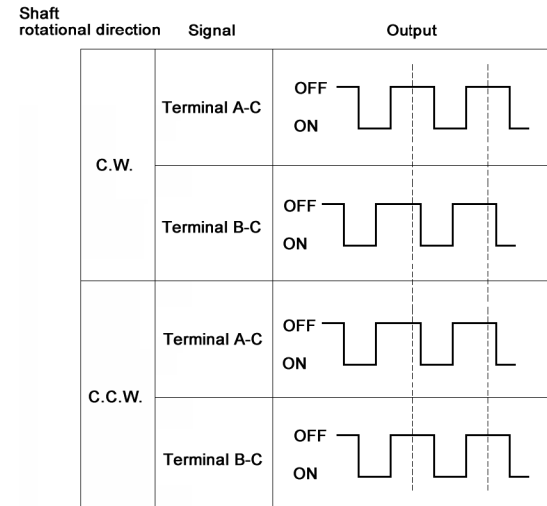 Shaft
rotational direction Signal Output
C.W.
Terminal A-C
OFF
ON
Terminal B-C
OFF
ON
C.C.W.
Terminal A-C
OFF
ON
Terminal B-C
OFF
ON